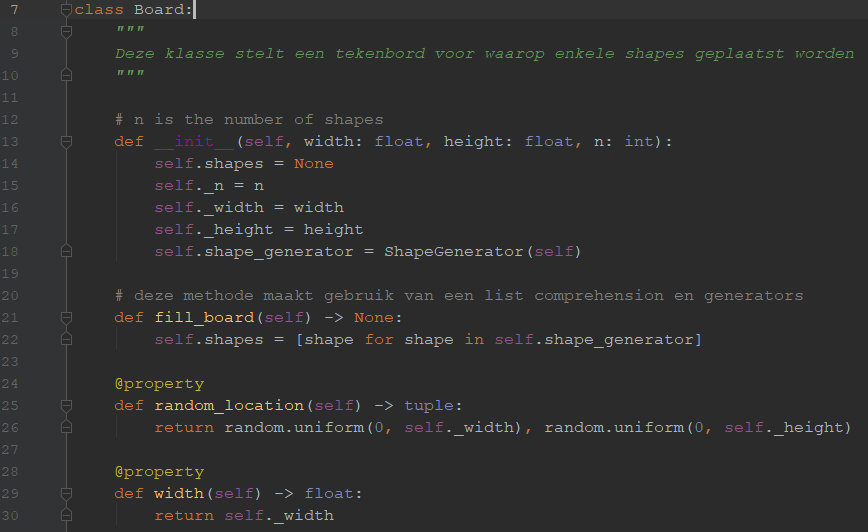 7 class Board:
8 """
9 Deze klasse stelt een tekenbord voor waarop enkele shapes geplaatst worden
10 """
11
12 # n is the number of shapes
13 def __init__(self, width: float, height: float, n: int):
14 self.shapes = None
15 self._n = n
16 self._width = width
17 self._height = height
18 self.shape_generator = ShapeGenerator(self)
19
20 # deze methode maakt gebruik van een list comprehension en generators
21 def fill_board(self) -> None:
22 self.shapes = [shape for shape in self.shape_generator]
23
24 @property
25 def random_location(self) -> tuple:
26 return random.uniform(0, self._width), random.uniform(0, self._height)
27
28 @property
29 def width(self) -> float:
30 return self._width